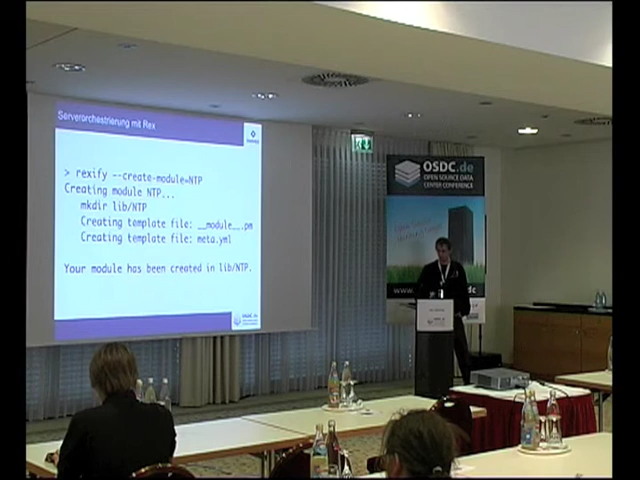 Serverorchestrierung mit Rex
> rexify --create-module=NTP
Creating module NTP...
mkdir lib/NTP
Creating template file: __module__.pm
Creating template file: meta.yml
Your module has been created in lib/NTP.
OSDC.de
OPEN SOURCE DATA
CENTER CONFERENCE